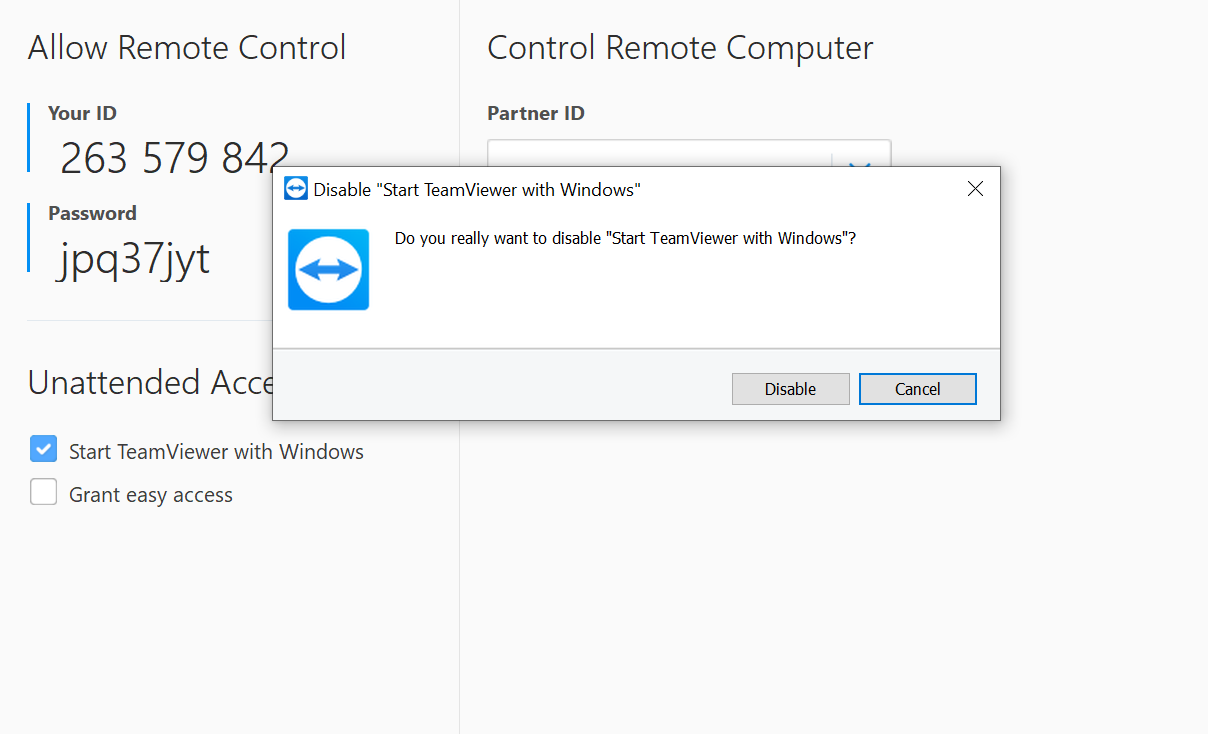 Allow Remote Control
Your ID
263 579 842
Password
jpq37jyt
Unattended
Start TeamViewer with Windows
Grant easy access
Control Remote Computer
Partner ID
Disable "Start TeamViewer with Windows"
Do you really want to disable "Start TeamViewer with Windows"?
Disable
Cancel